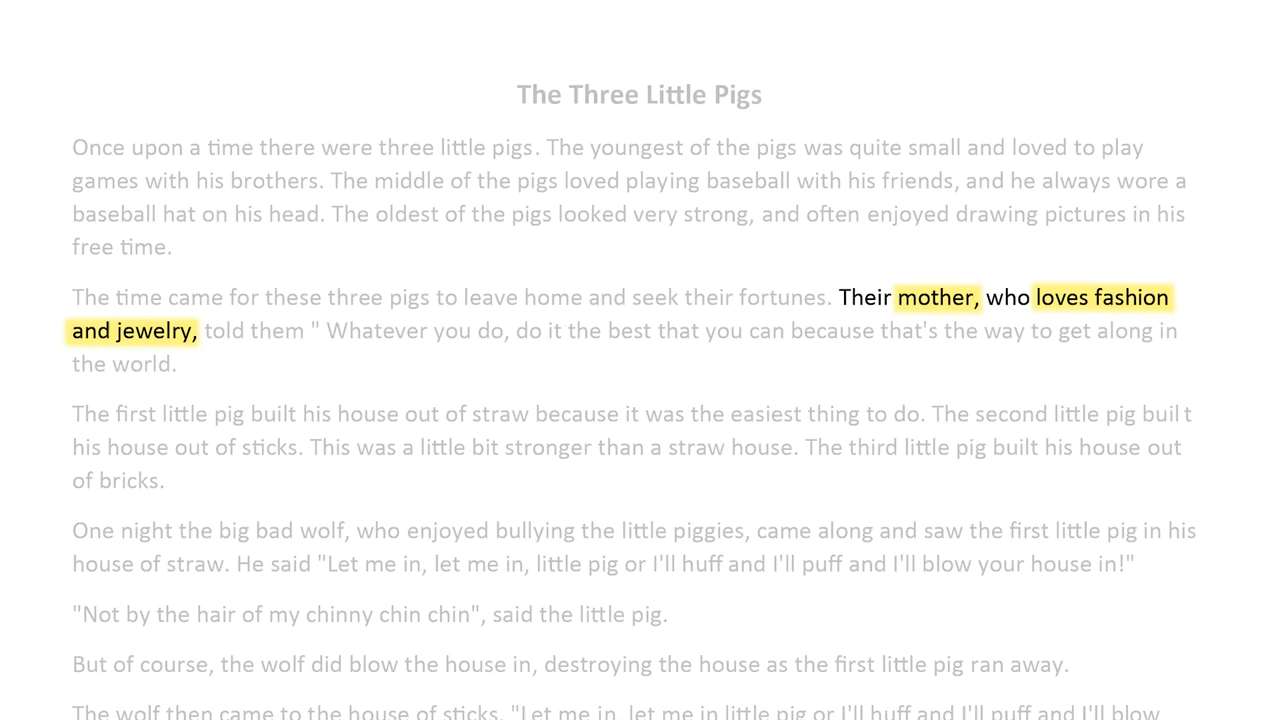 The Three Little Pigs
Once upon a time there were three little pigs. The youngest of the pigs was quite small and loved to play
games with his brothers. The middle of the pigs loved playing baseball with his friends, and he always wore a
baseball hat on his head. The oldest of the pigs looked very strong, and often enjoyed drawing pictures in his
free time.
The time came for these three pigs to leave home and seek their fortunes. Their mother, who loves fashion
and jewelry, told them " Whatever you do, do it the best that you can because that's the way to get along in
the world.
The first little pig built his house out of straw because it was the easiest thing to do. The second little pig built
his house out of sticks. This was a little bit stronger than a straw house. The third little pig built his house out
of bricks.
One night the big bad wolf, who enjoyed bullying the little piggies, came along and saw the first little pig in his
house of straw. He said "Let me in, let me in, little pig or I'll huff and I'll puff and I'll blow your house in!"
"Not by the hair of my chinny chin chin", said the little pig.
But of course, the wolf did blow the house in, destroying the house as the first little pig ran away.
The wolf then came to the house of sticks. "Let me in, let me in little pig or I'll huff and I'll puff and I'll blow